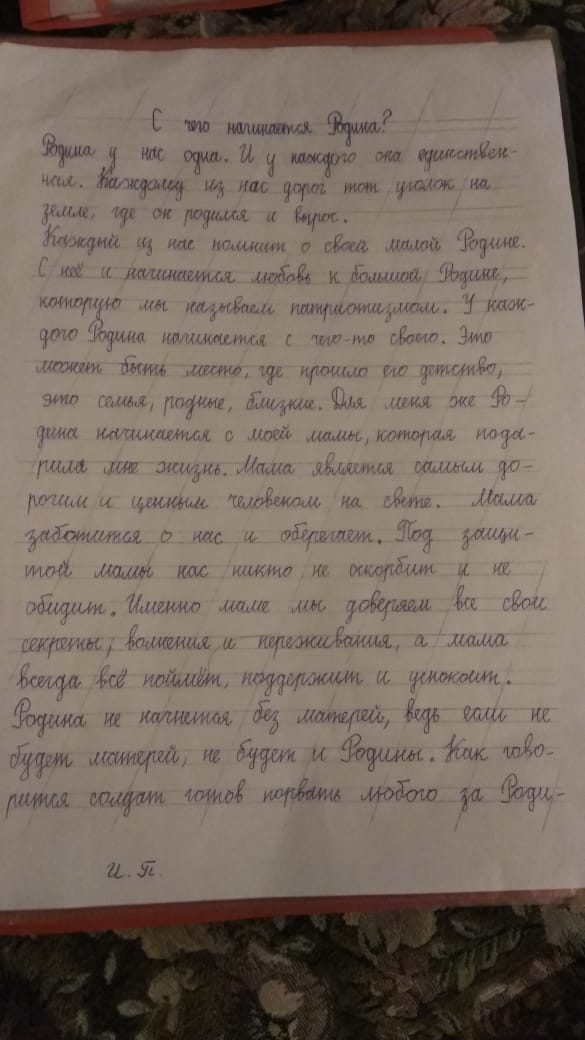 С чего начинается Родина?
Родина у нас одна. И у каждого она единствен-
ная. Каждому из нас дорог тот уголок на
земле, где он родился и вырос.
Каждый из нас помнит о своей малой Родине.
С неё и начинается любовь к большой Родине,
которую мы называем патриотизмом. У каж-
дого Родина начинается с чего-то своего. Это
может быть место, где прошло его детство,
это семья, родные, близкие. Для меня же Ро-
дина начинается с моей мамы, которая пода-
рила мне жизнь. Мама является самым до-
рогим и ценным человеком на свете. Мама
заботится о нас и оберегает. Под защи-
той мамы нас никто не оскорбит и не
обидит. Именно маме мы доверяем все свои
секреты, волнения и переживания, а мама
всегда всё поймёт, поддержит и успокоит.
Родина не начнется без матерей, ведь если не
будет матерей, не будет и Родины. Как гово-
рится солдат готов порвать любого за Роди-
И. П.